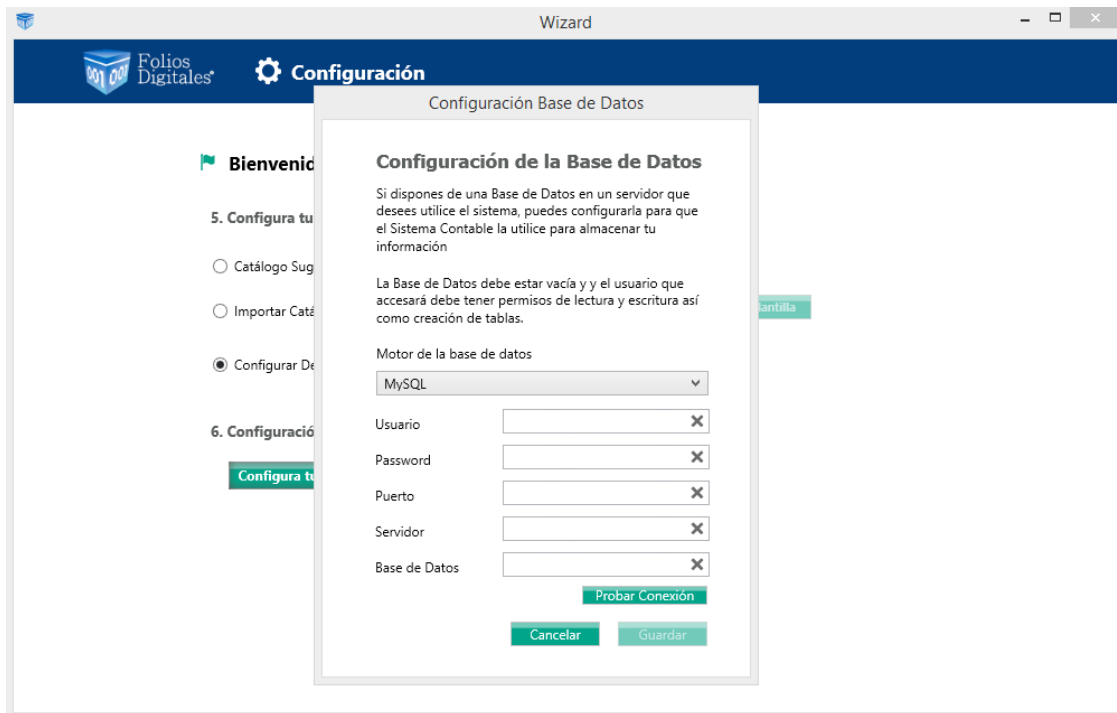 Wizard
Folios
Digitales
Configuración
Configuración Base de Datos
Bienvenid
5. Configura tu
Catálogo Sug
Importar Catá
lantilla
Configurar De
6. Configuració
Configura tu
Configuración de la Base de Datos
Si dispones de una Base de Datos en un servidor que
desees utilice el sistema, puedes configurarla para que
el Sistema Contable la utilice para almacenar tu
información
La Base de Datos debe estar vacía y y el usuario que
accesará debe tener permisos de lectura y escritura así
como creación de tablas.
Motor de la base de datos
MySQL
Usuario
Password
Puerto
Servidor
Base de Datos
Probar Conexión
Cancelar
Guardar